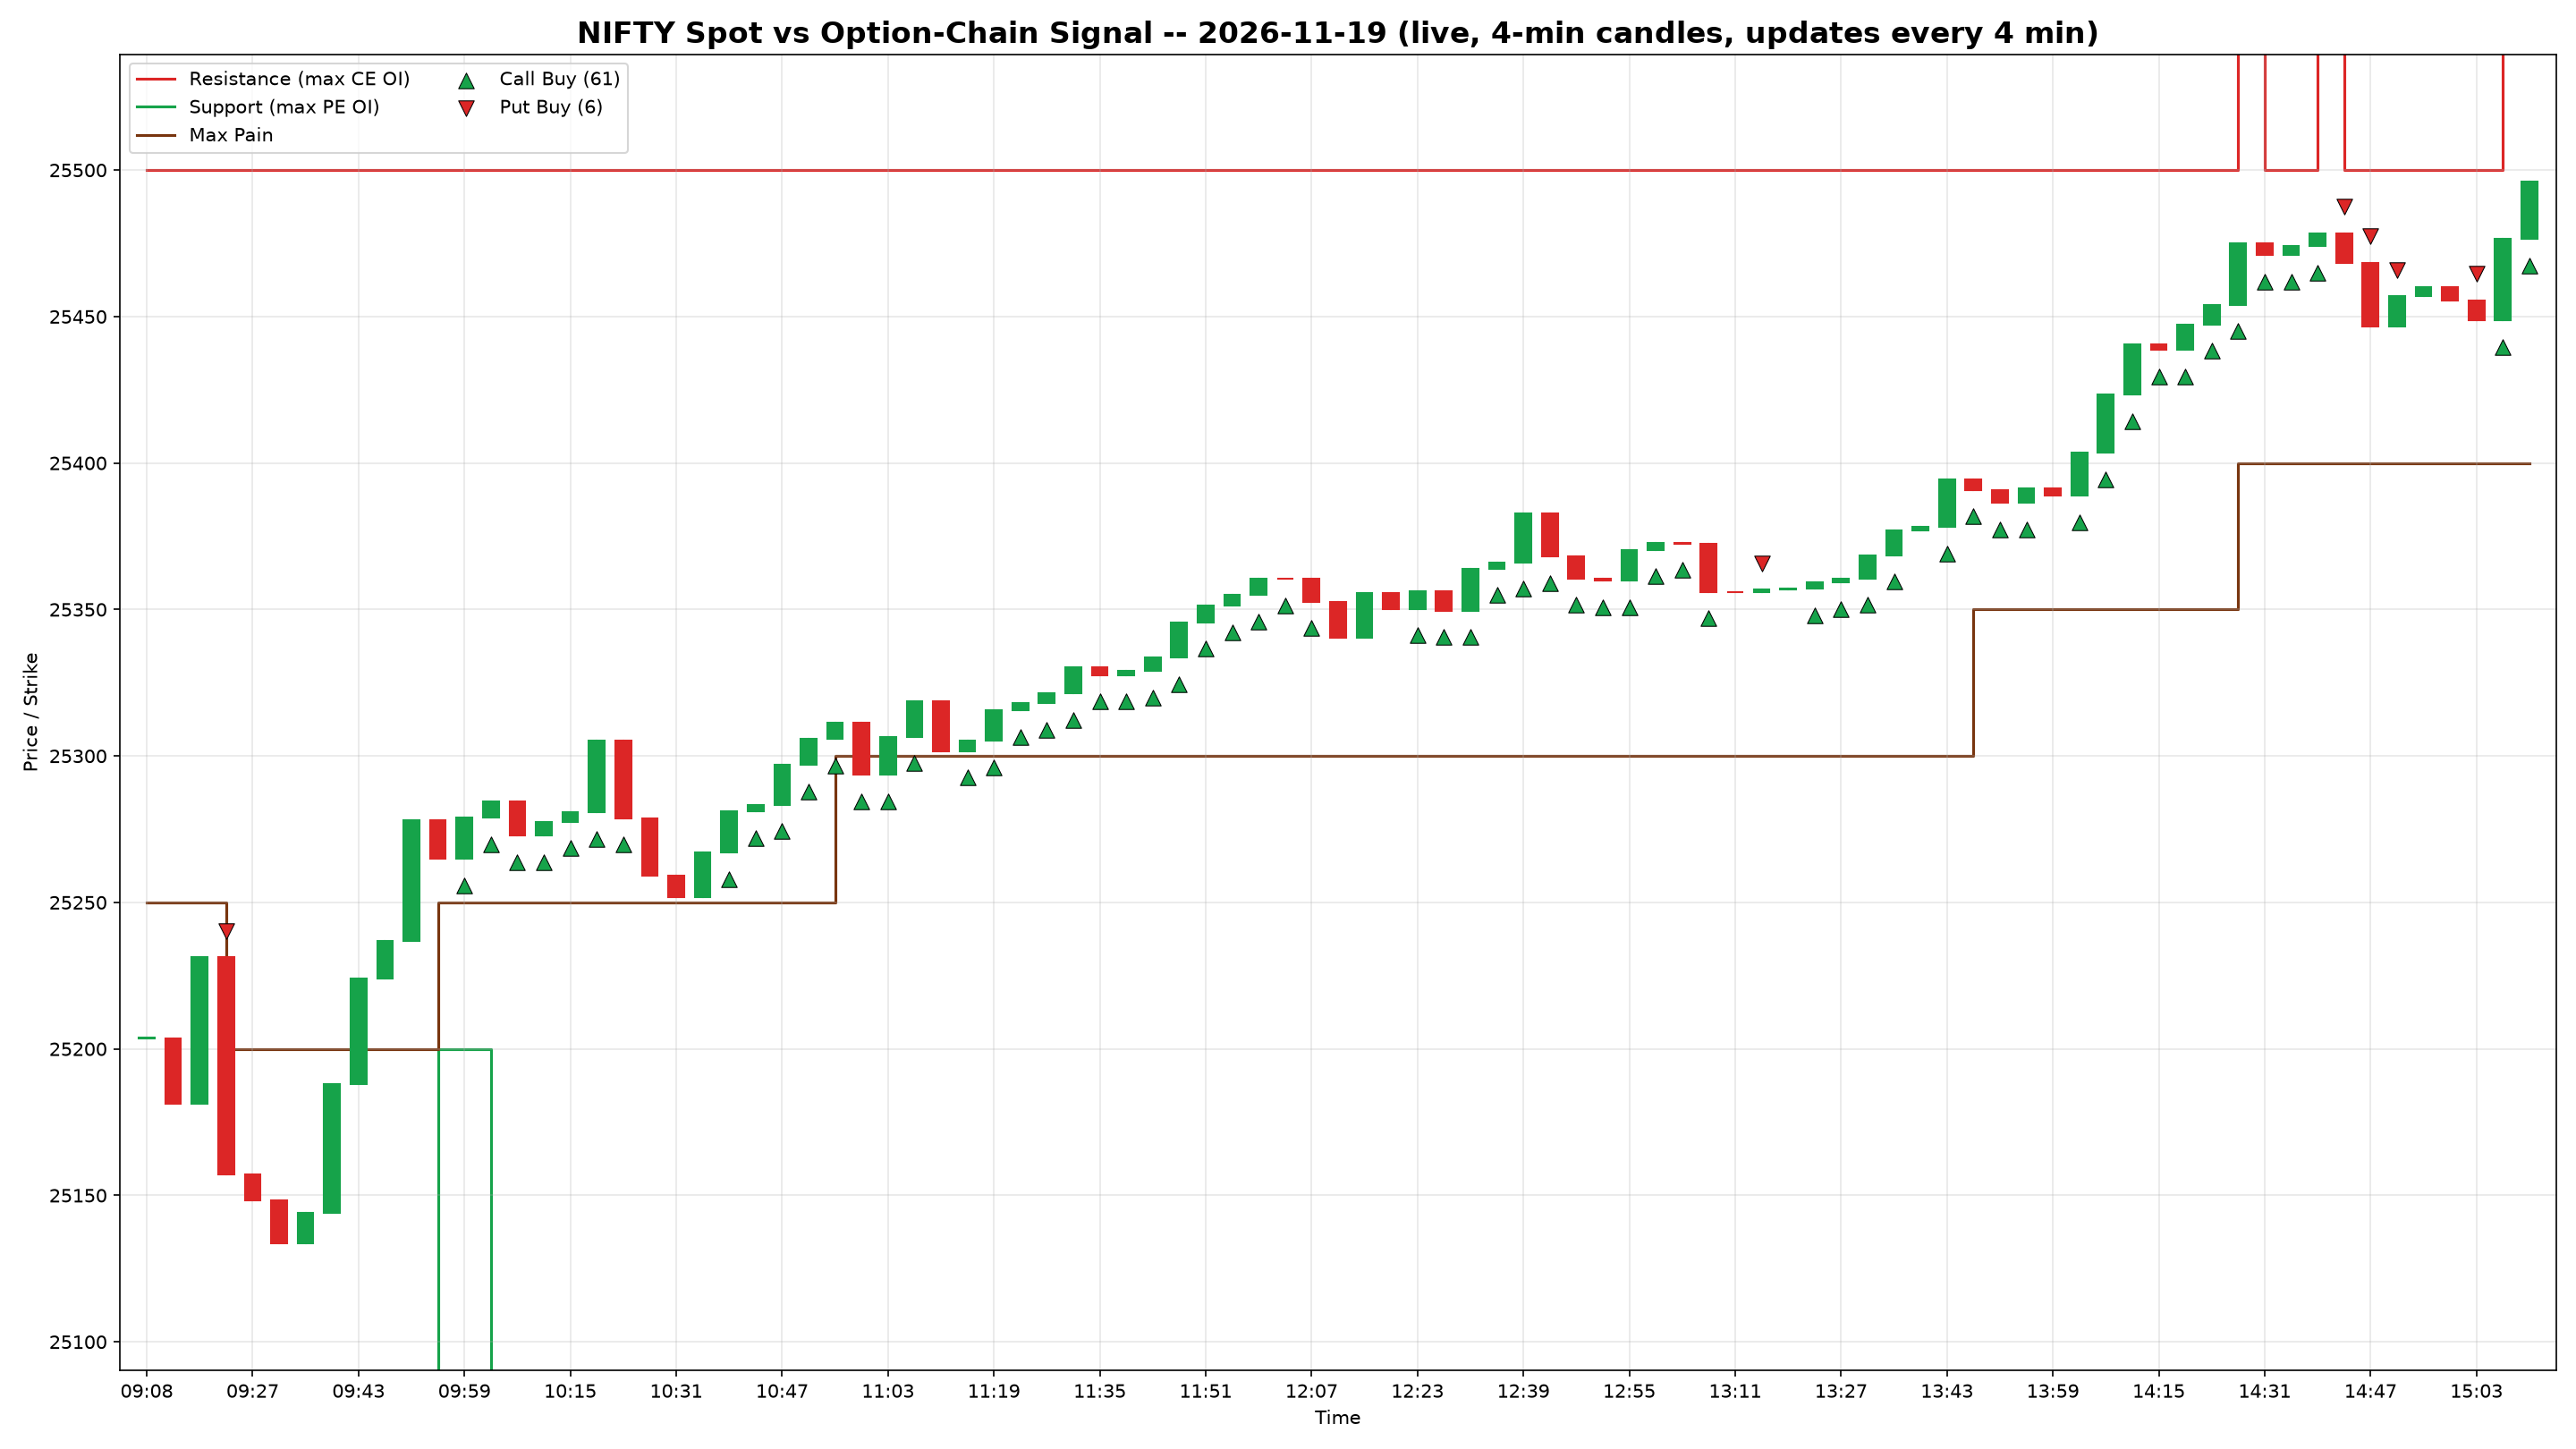 NIFTY Spot vs Option-Chain Signal -- 2026-11-19 (live, 4-min candles, updates every 4 min)
Resistance (max CE OI)
Support (max PE OI)
Max Pain
Call Buy (61)
Put Buy (6)
Price / Strike
25500
25450
25400
25350
25300
25250
25200
25150
25100
09:08 09:27 09:43 09:59 10:15 10:31 10:47 11:03 11:19 11:35 11:51 12:07 12:23 12:39 12:55 13:11 13:27 13:43 13:59 14:15 14:31 14:47 15:03
Time